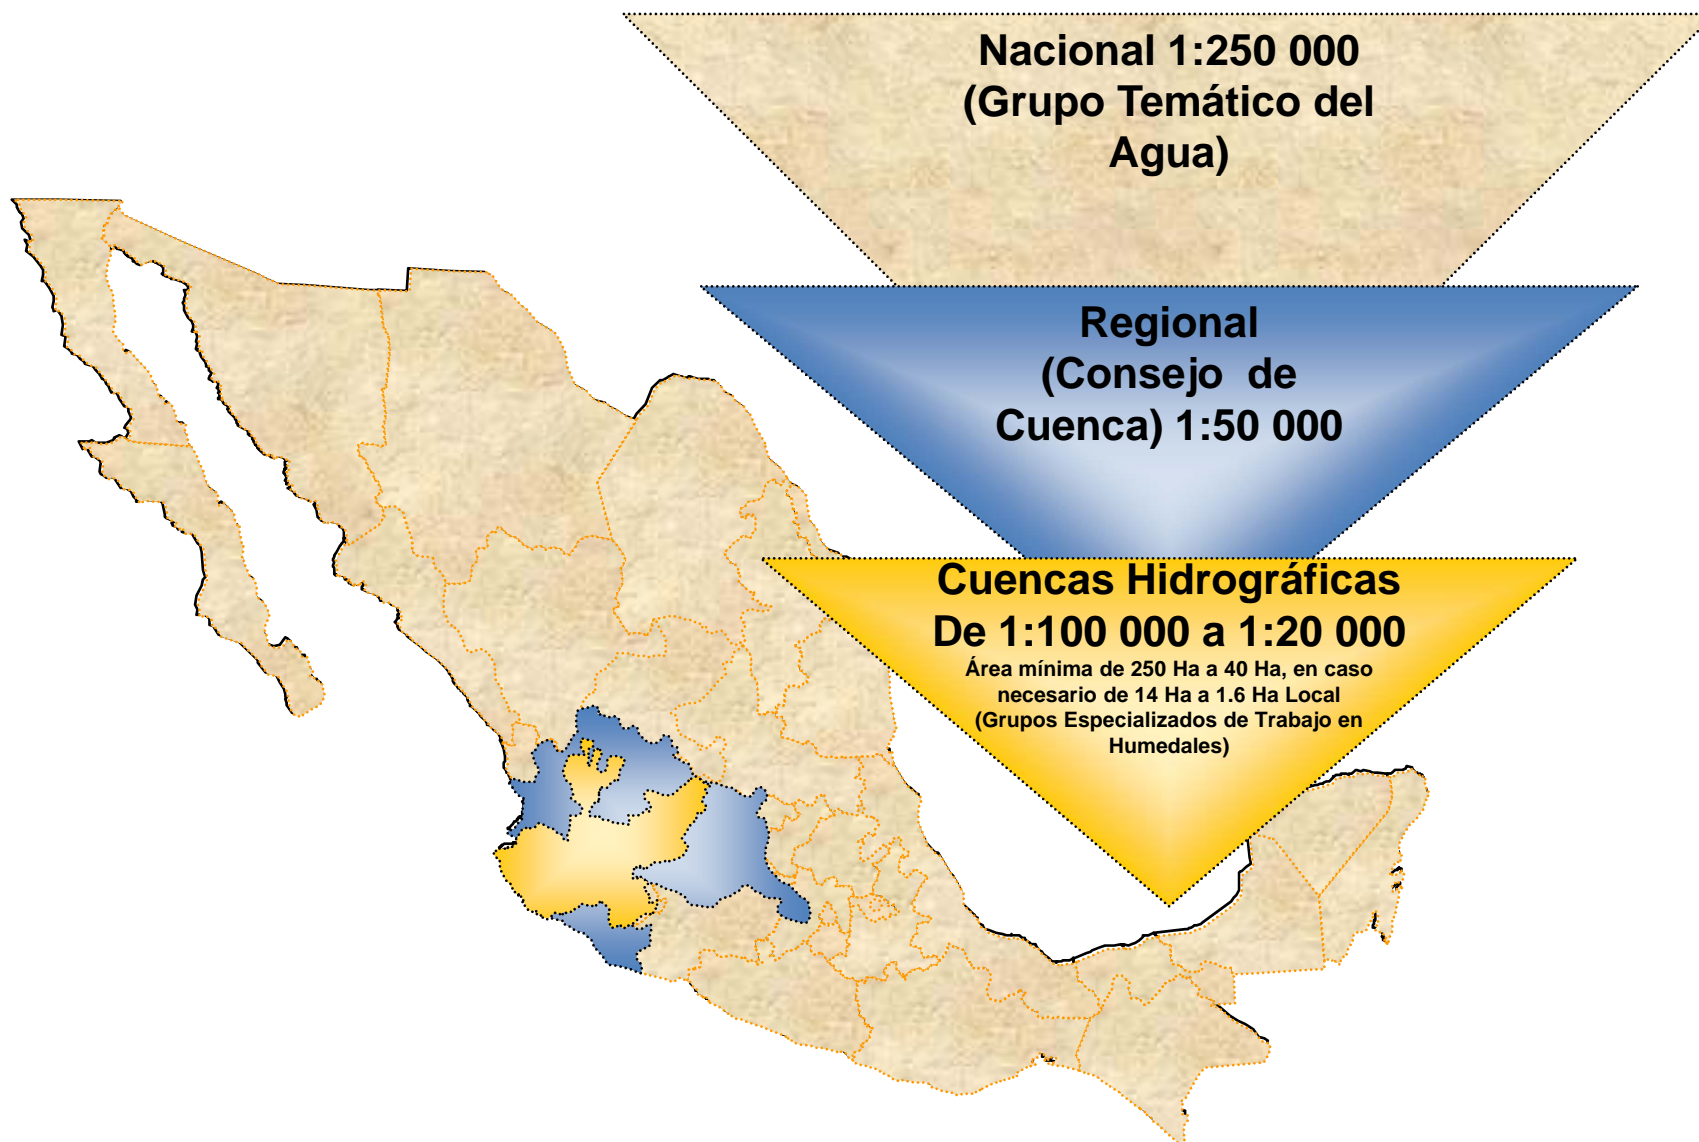 Nacional 1:250 000
(Grupo Temático del
Agua)
Regional
(Consejo de
Cuenca) 1:50 000
Cuencas Hidrográficas
De 1:100 000 a 1:20 000
Área mínima de 250 Ha a 40 Ha, en caso
necesario de 14 Ha a 1.6 Ha Local
(Grupos Especializados de Trabajo en
Humedales)